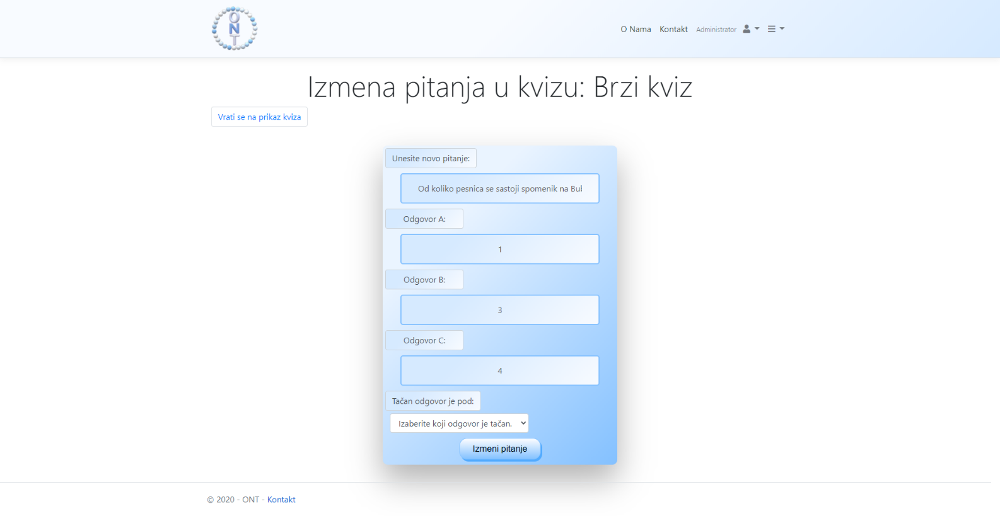 ONT
O Nama Kontakt Administrator
Izmena pitanja u kvizu: Brzi kviz
Vrati se na prikaz kviza
Unesite novo pitanje:
Od koliko pesnica se sastoji spomenik na Bul
Odgovor A:
1
Odgovor B:
3
Odgovor C:
4
Tačan odgovor je pod:
Izaberite koji odgovor je tačan.
Izmeni pitanje
© 2020 - ONT - Kontakt